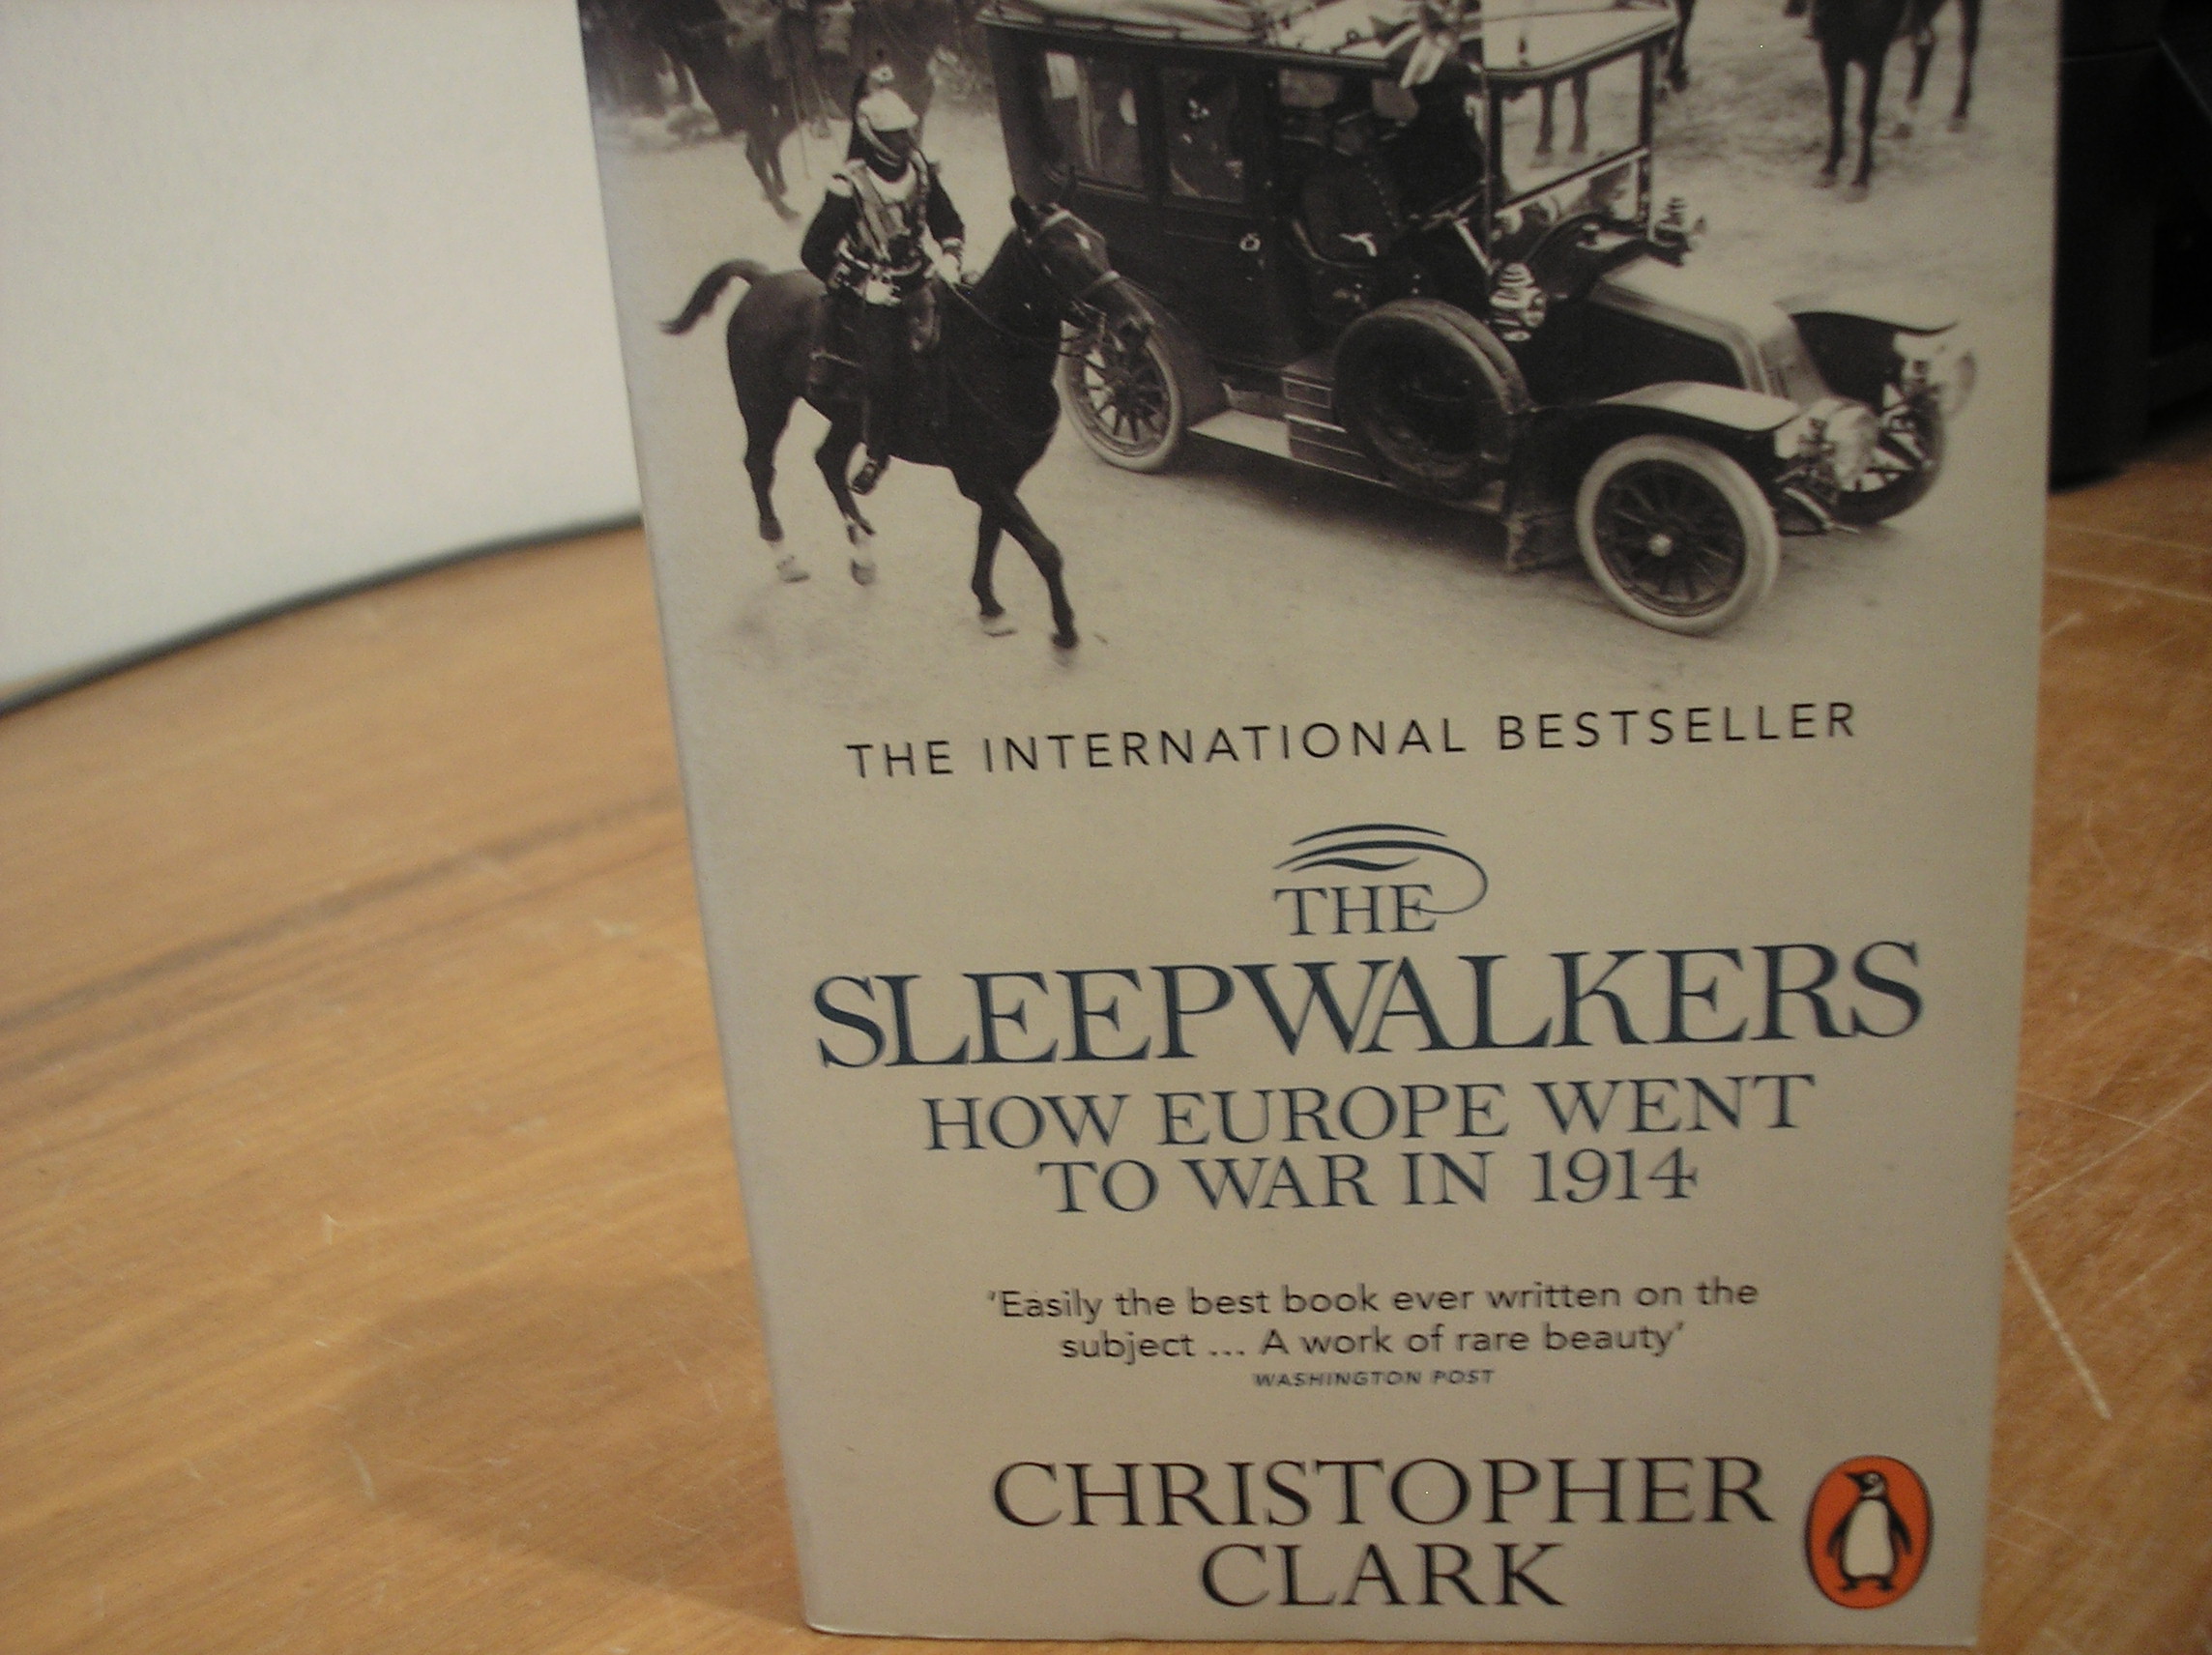 THE INTERNATIONAL BESTSELLER
THE
SLEEPWALKERS
HOW EUROPE WENT
TO WAR IN 1914
'Easily the best book ever written on the
subject ... A work of rare beauty'
WASHINGTON POST
CHRISTOPHER
CLARK